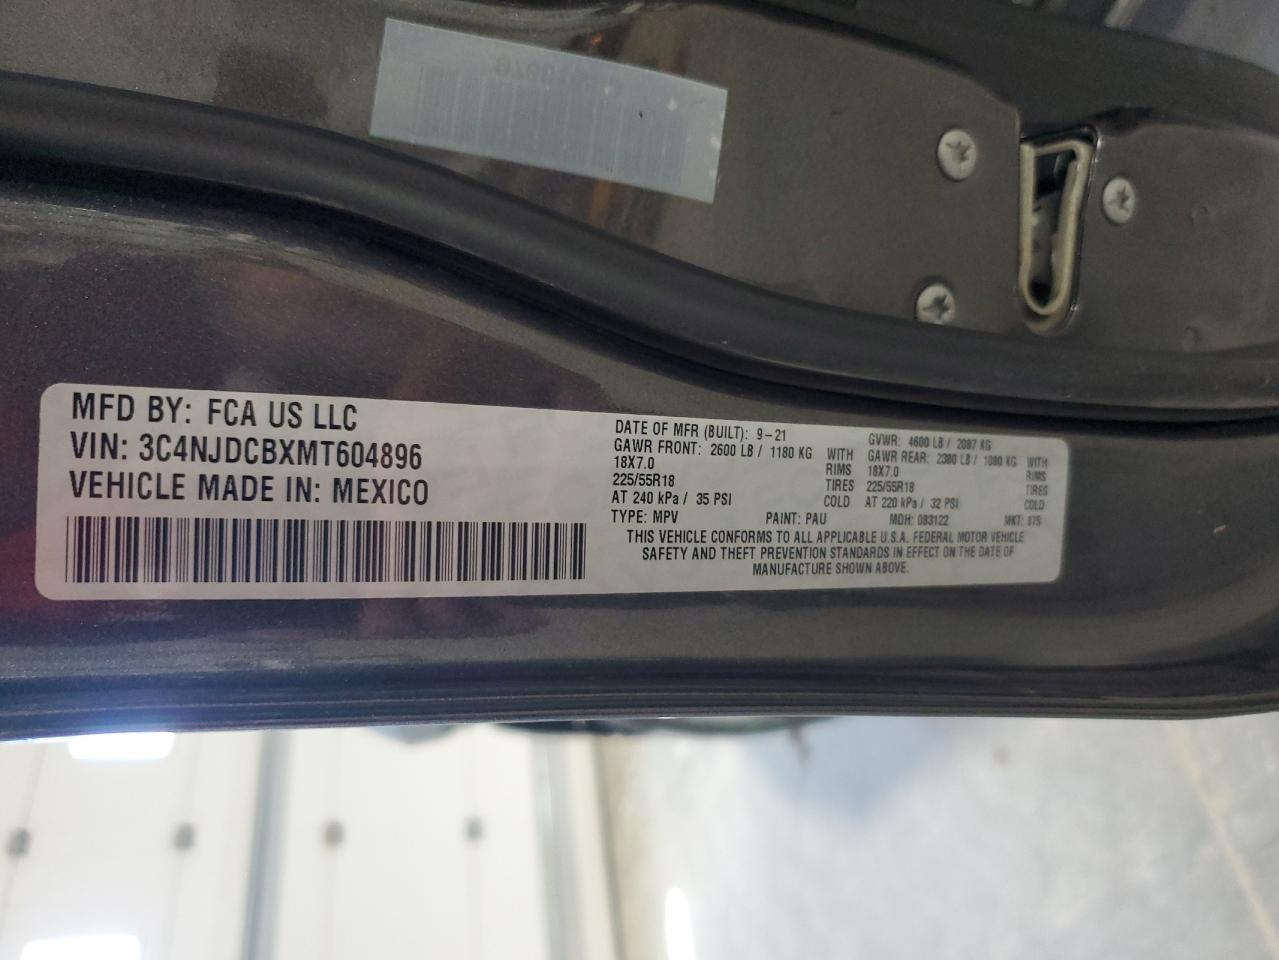 MFD BY: FCA US LLC
VIN: 3C4NJDCBXMT604896
VEHICLE MADE IN: MEXICO
DATE OF MFR (BUILT): 9-21
GAWR FRONT: 2600 LB / 1180 KG WITH
18X7.0 RIMS
225/55R18 TIRES
AT 240 kPa / 35 PSI COLD
GVWR: 4600 LB / 2087 KG
GAWR REAR: 2380 LB / 1080 KG WITH
18X7.0 RIMS
225/55R18 TIRES
AT 220 kPa / 32 PSI COLD
TYPE: MPV PAINT: PAU MDH: 083122 MKT: 975
THIS VEHICLE CONFORMS TO ALL APPLICABLE U.S.A. FEDERAL MOTOR VEHICLE
SAFETY AND THEFT PREVENTION STANDARDS IN EFFECT ON THE DATE OF
MANUFACTURE SHOWN ABOVE.